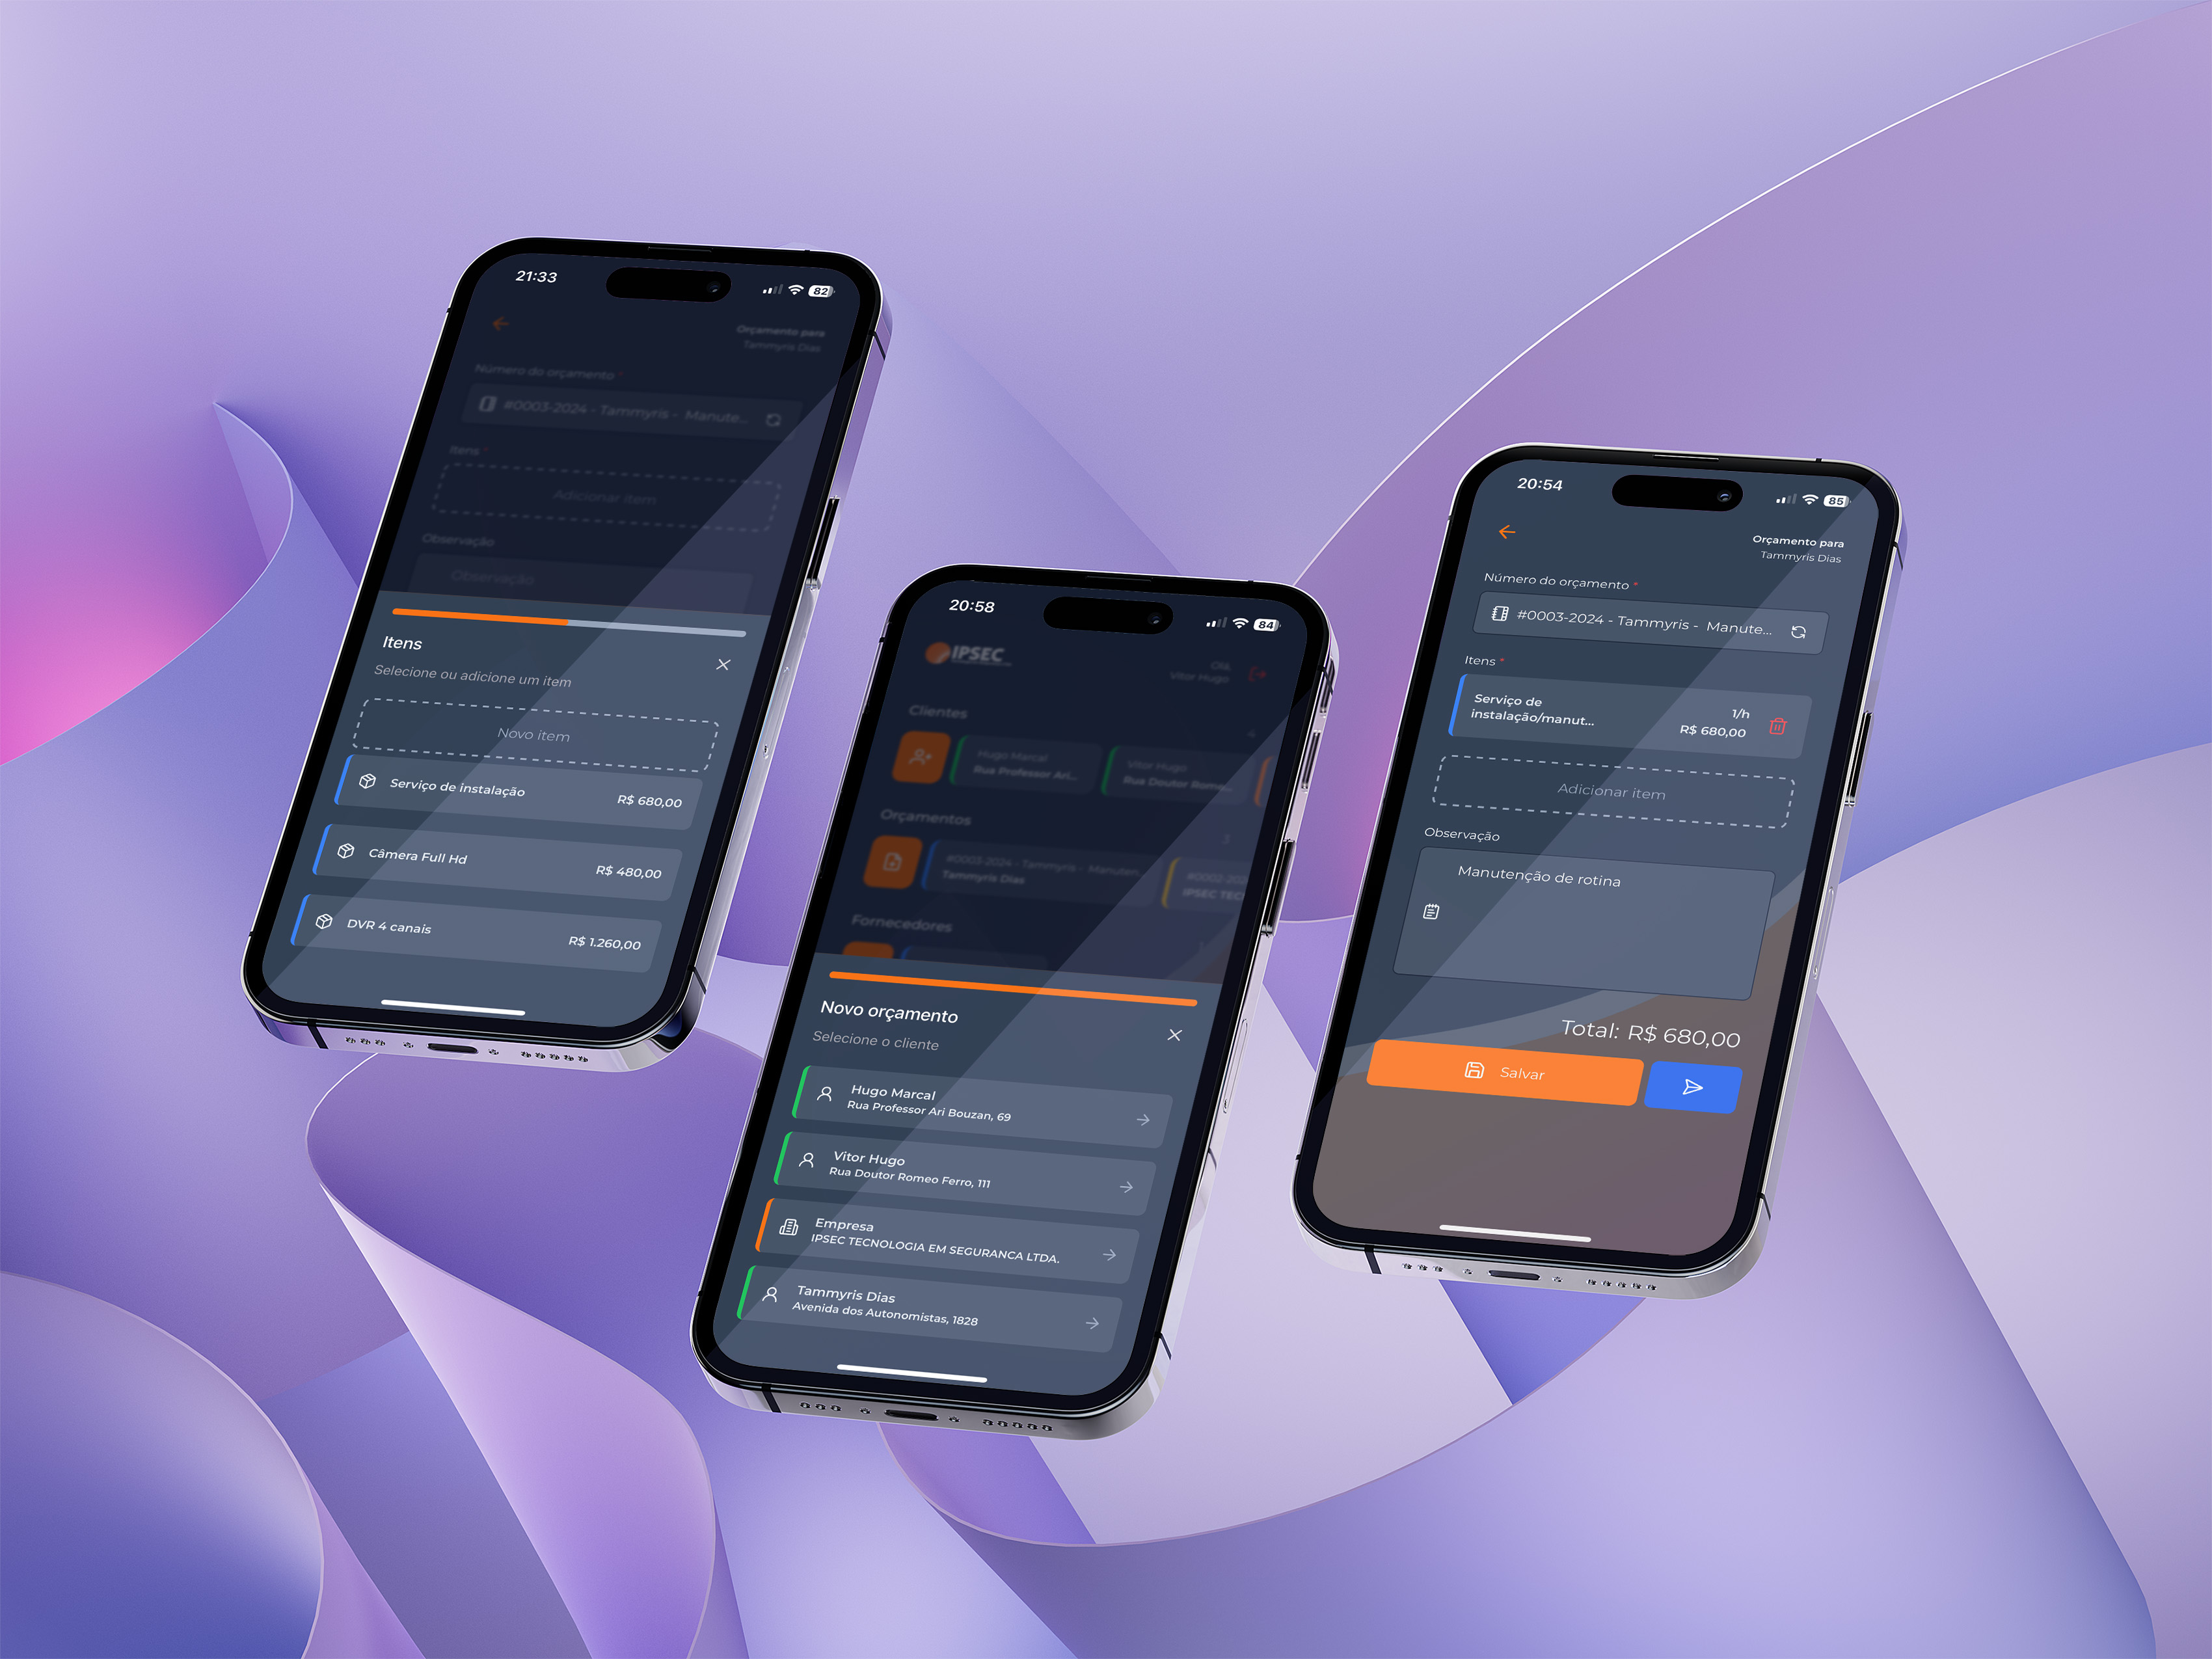 21:33
82
Orçamento para
Tammyris Dias
Número do orçamento *
#0003-2024 - Tammyris - Manute...
Itens *
Adicionar item
Observação
Observação
Itens
Selecione ou adicione um item
Novo item
Serviço de instalação
R$ 680,00
Câmera Full Hd
R$ 480,00
DVR 4 canais
R$ 1.260,00
20:58
84
IPSEC
Olá,
Vitor Hugo
Clientes
4
Hugo Marcal
Rua Professor Ari...
Vitor Hugo
Rua Doutor Rome...
Orçamentos
3
#0003-2024 - Tammyris - Manuten...
Tammyris Dias
#0002-202
IPSEC TEC
Fornecedores
Novo orçamento
Selecione o cliente
Hugo Marcal
Rua Professor Ari Bouzan, 69
Vitor Hugo
Rua Doutor Romeo Ferro, 111
Empresa
IPSEC TECNOLOGIA EM SEGURANCA LTDA.
Tammyris Dias
Avenida dos Autonomistas, 1828
20:54
85
Orçamento para
Tammyris Dias
Número do orçamento *
#0003-2024 - Tammyris - Manute...
Itens *
Serviço de
instalação/manut...
1/h
R$ 680,00
Adicionar item
Observação
Manutenção de rotina
Total: R$ 680,00
Salvar